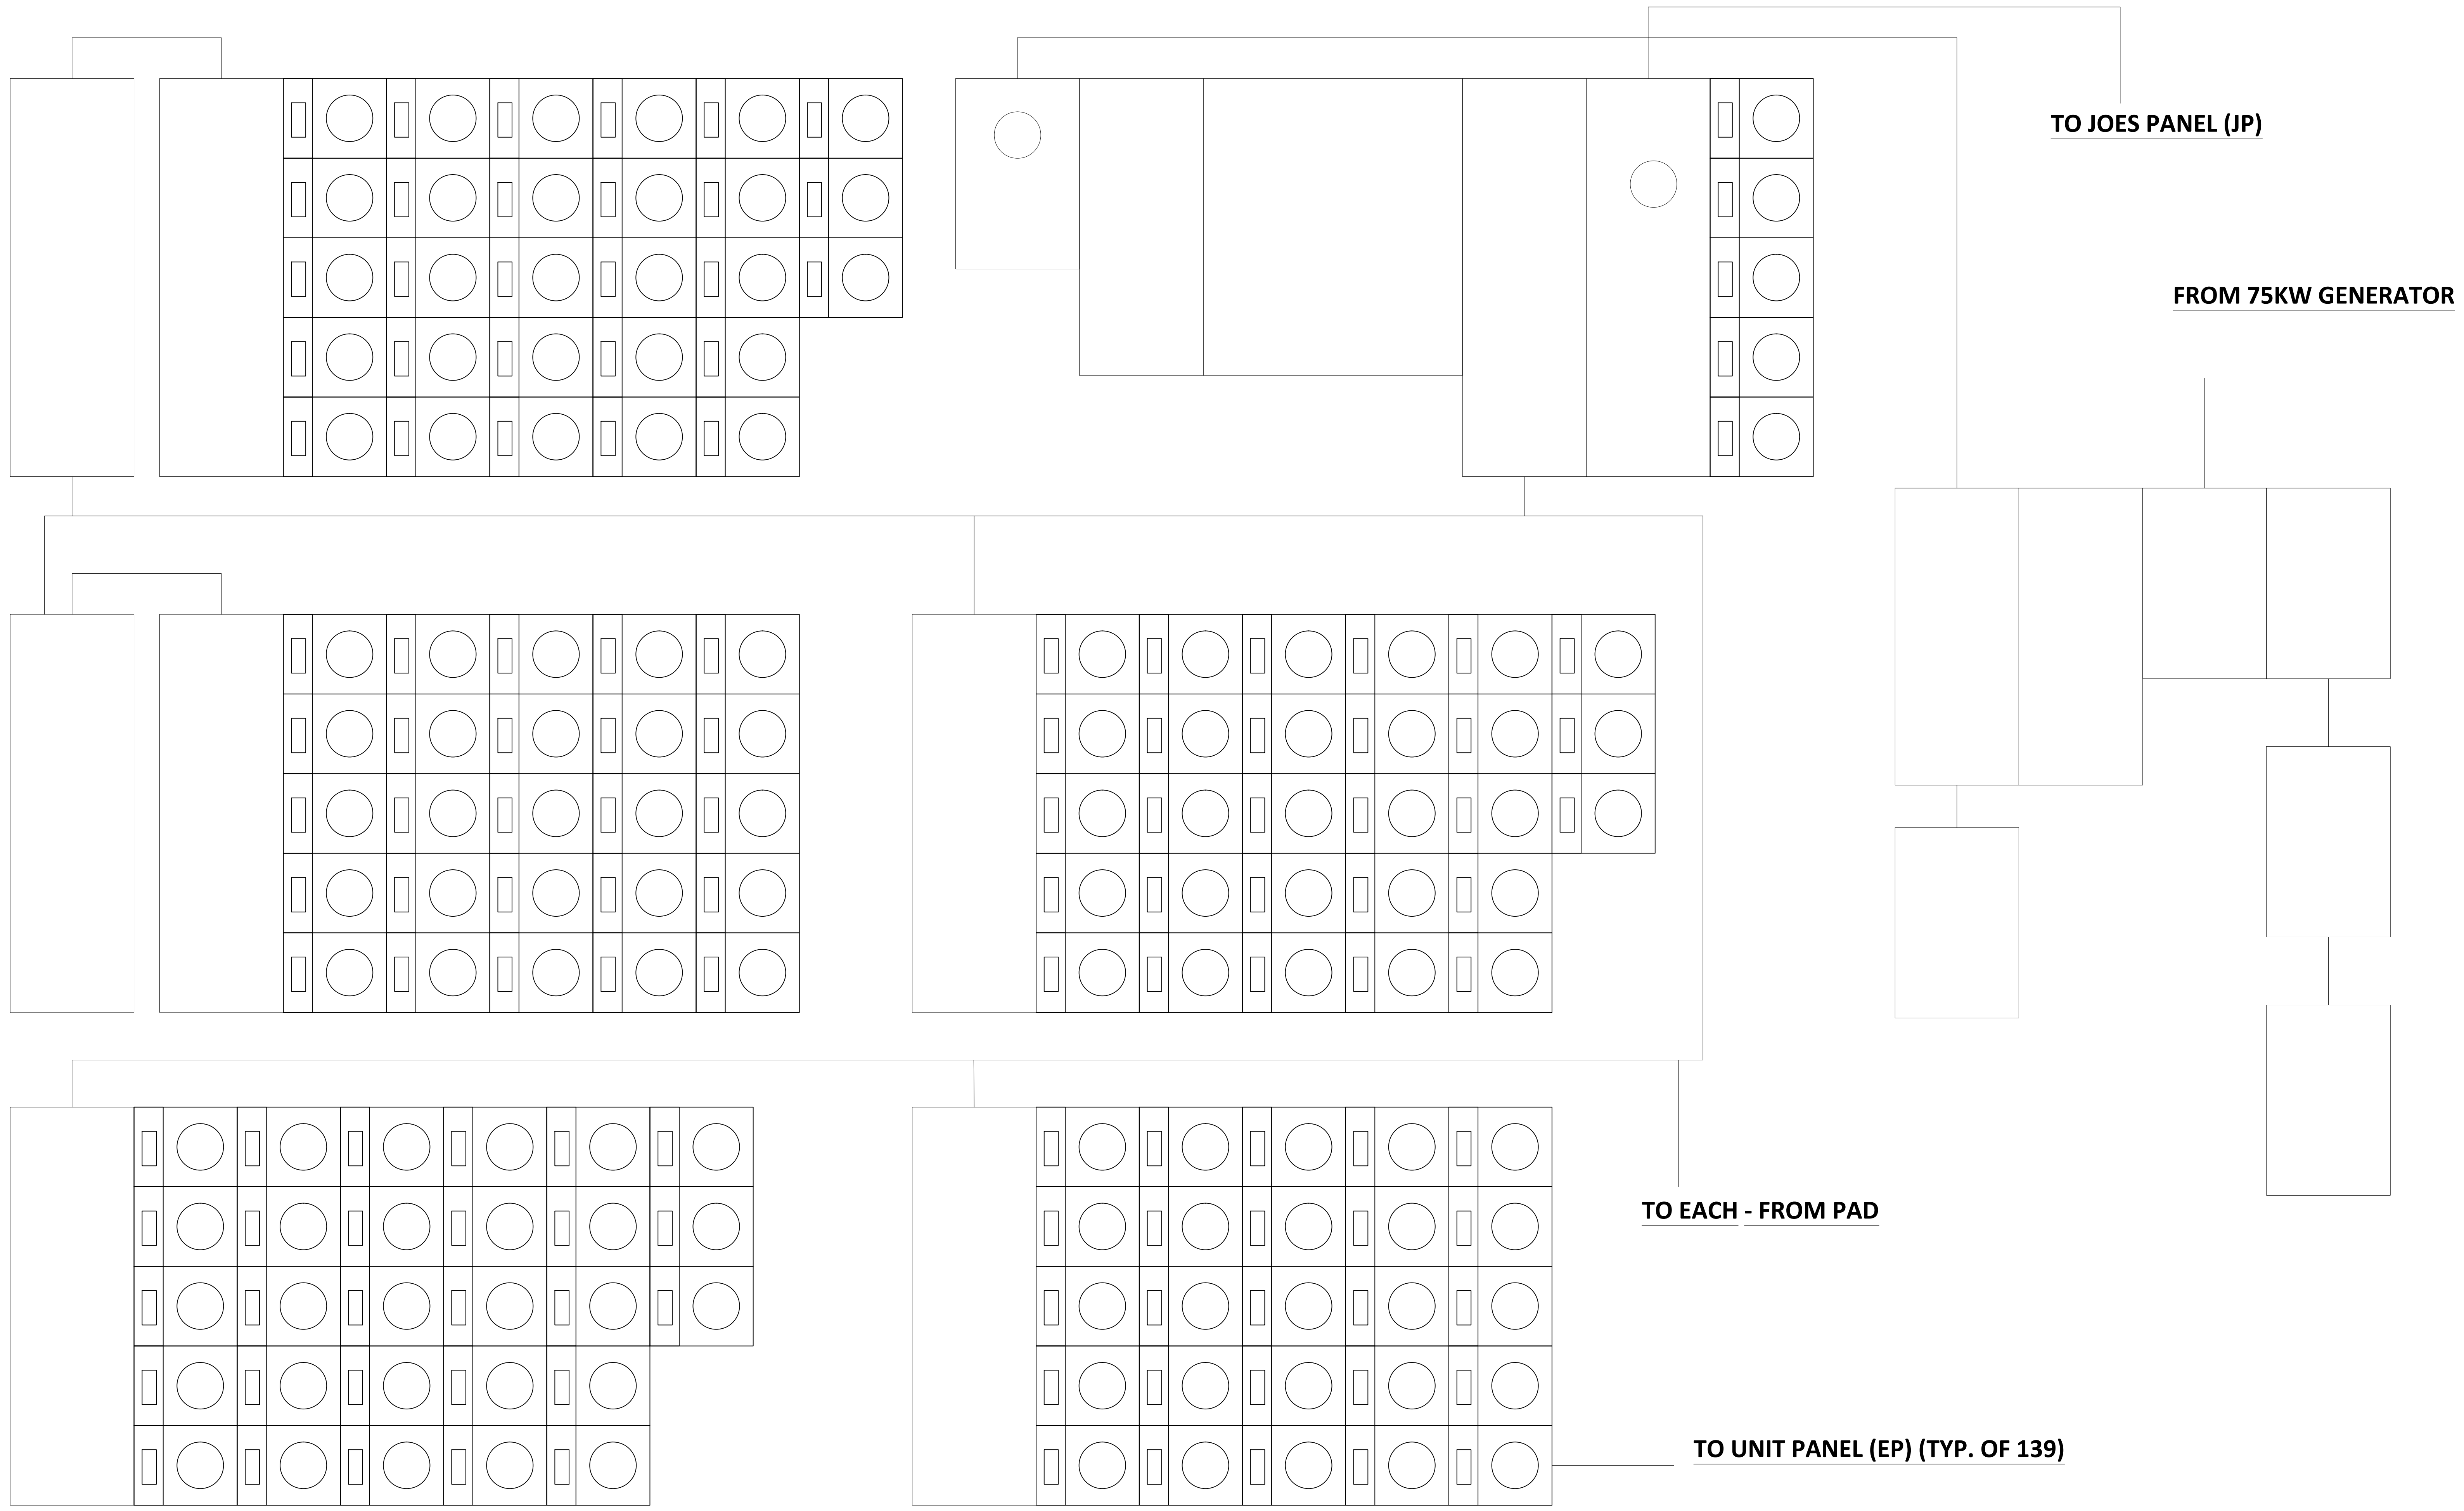 TO JOES PANEL (JP)
FROM 75KW GENERATOR
TO EACH - FROM PAD
TO UNIT PANEL (EP) (TYP. OF 139)